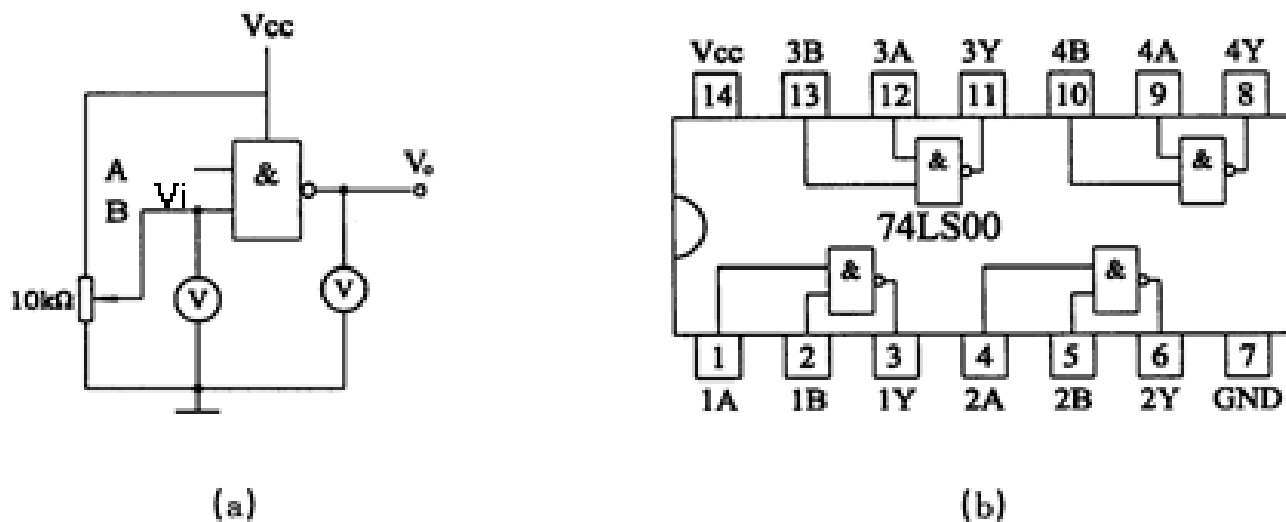 Vcc
A
&
Vo
B
Vi
10kΩ
V
V
(a)
Vcc 3B 3A 3Y 4B 4A 4Y
14 13 12 11 10 9 8
& &
74LS00
& &
1 2 3 4 5 6 7
1A 1B 1Y 2A 2B 2Y GND
(b)